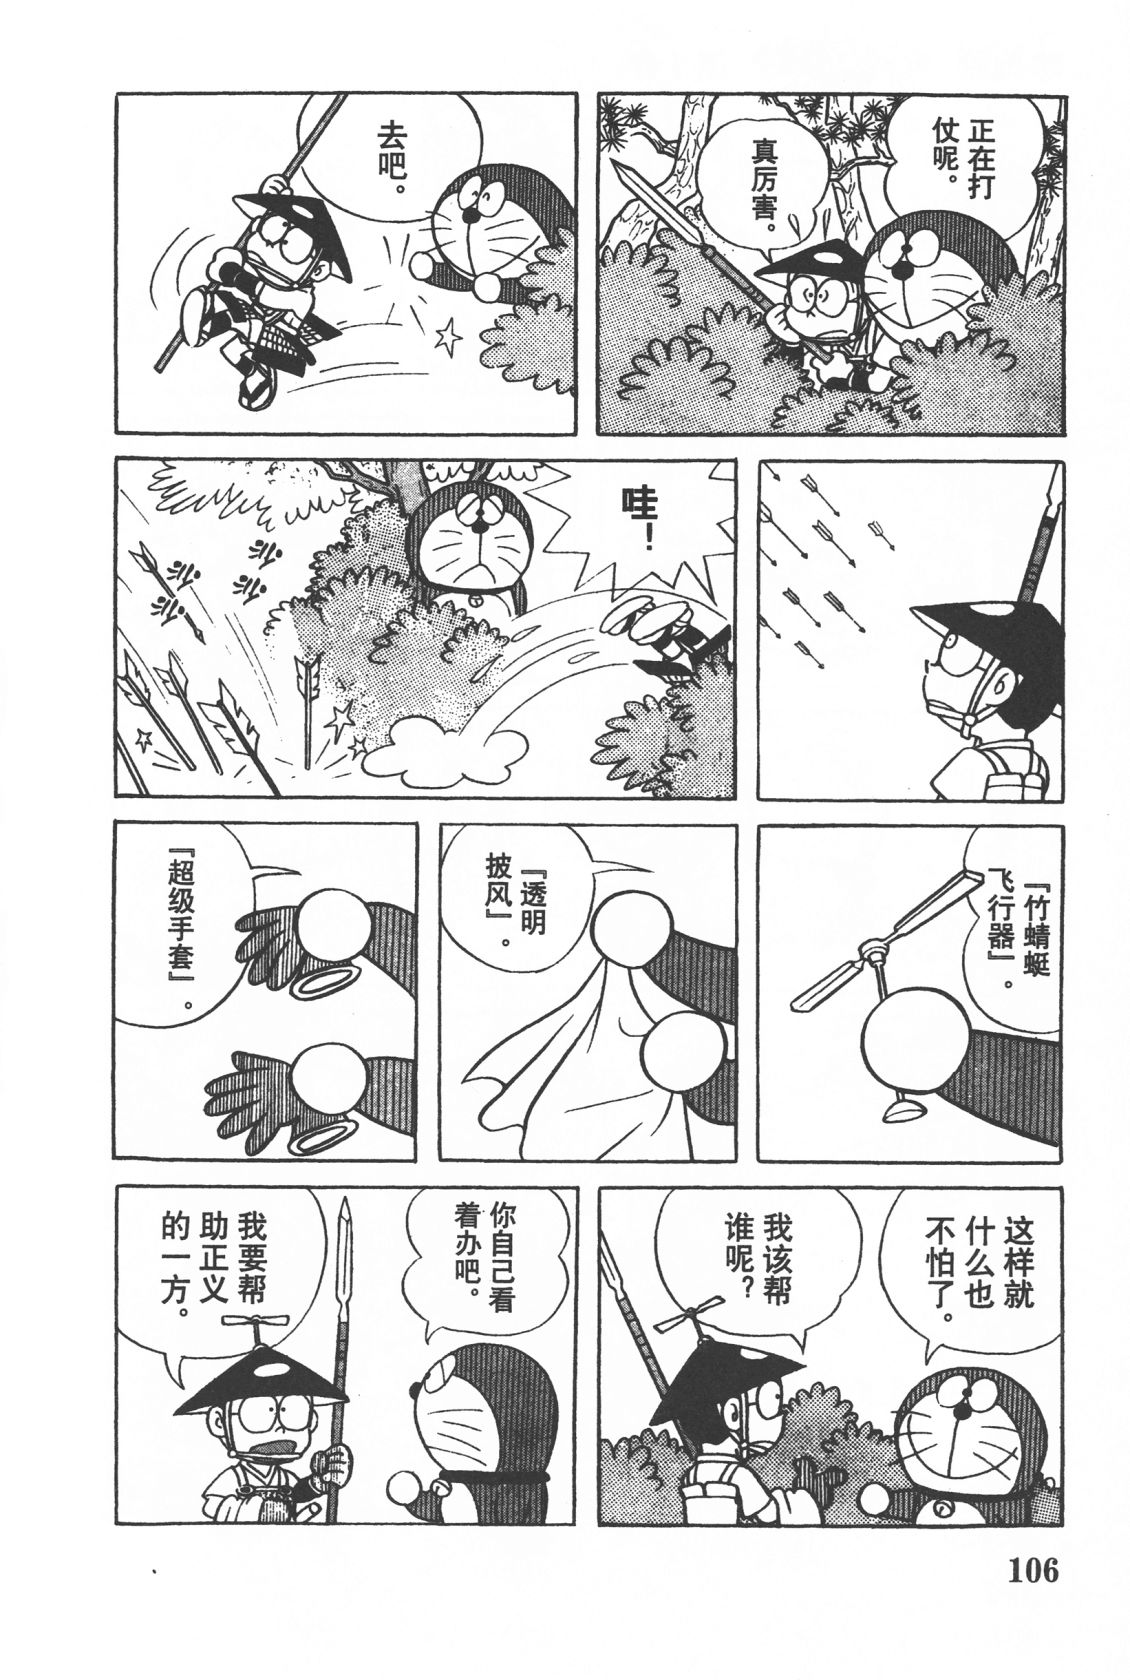 正在打
仗呢。
真厉害。
去吧。
哇!
『竹蜻蜓
飞行器』。
『透明
披风』。
『超级手套』。
这样就
什么也
不怕了。
我该帮
谁呢?
你自己看
着办吧。
我要帮
助正义
的一方。
106